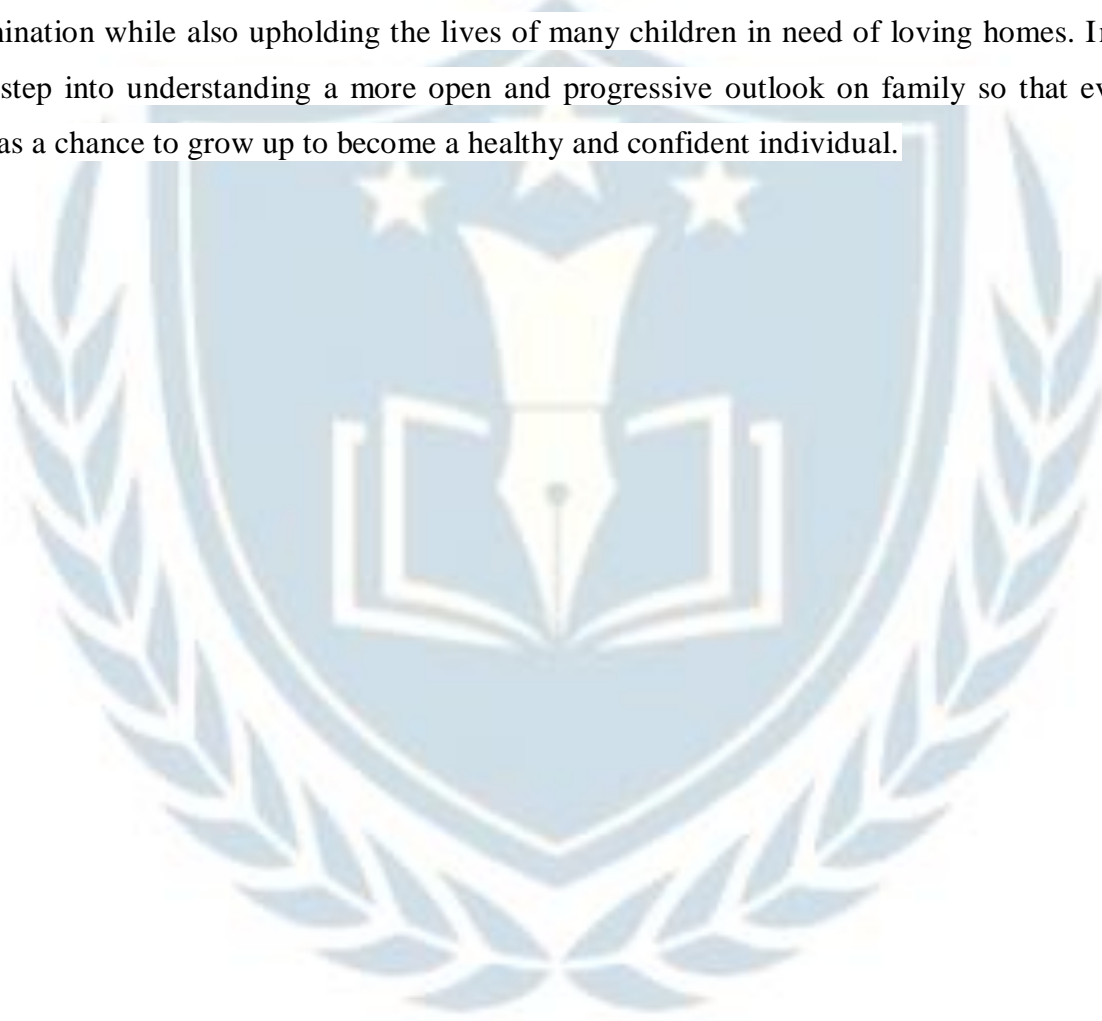 ination while also upholding the lives of many children in need of loving homes. I
step into understanding a more open and progressive outlook on family so that ev
as a chance to grow up to become a healthy and confident individual.